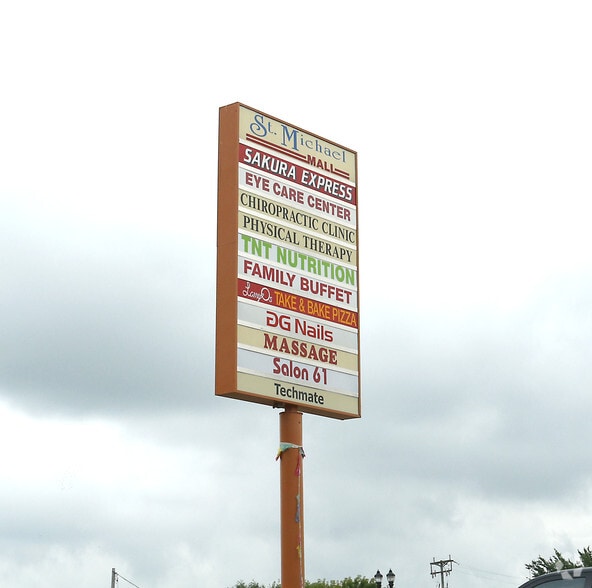 St. Michael
MALL
SAKURA EXPRESS
EYE CARE CENTER
CHIROPRACTIC CLINIC
PHYSICAL THERAPY
TNT NUTRITION
FAMILY BUFFET
TAKE & BAKE PIZZA
DG Nails
MASSAGE
Salon 61
Techmate